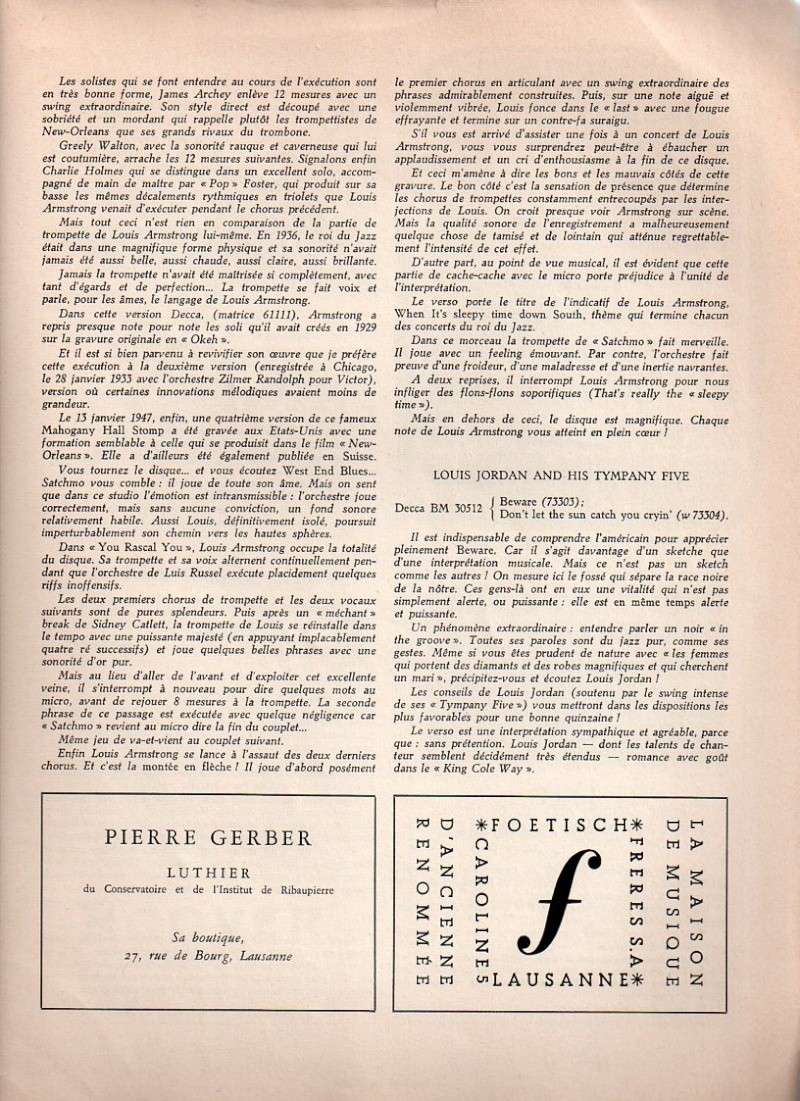 Les solistes qui se font entendre au cours de l'exécution sont
en très bonne forme, James Archey enlève 12 mesures avec un
swing extraordinaire. Son style direct est découpé avec une
sobriété et un mordant qui rappelle plutôt les trompettistes de
New-Orleans que ses grands rivaux du trombone.
Greely Walton, avec la sonorité rauque et caverneuse qui lui
est coutumière, arrache les 12 mesures suivantes. Signalons enfin
Charlie Holmes qui se distingue dans un excellent solo, accom-
pagné de main de maître par « Pop » Foster, qui produit sur sa
basse les mêmes décalements rythmiques en triolets que Louis
Armstrong venait d'exécuter pendant le chorus précédent.
Mais tout ceci n'est rien en comparaison de la partie de
trompette de Louis Armstrong lui-même. En 1936, le roi du Jazz
était dans une magnifique forme physique et sa sonorité n'avait
jamais été aussi belle, aussi chaude, aussi claire, aussi brillante.
Jamais la trompette n'avait été maîtrisée si complètement, avec
tant d'égards et de perfection... La trompette se fait voix et
parle, pour les âmes, le langage de Louis Armstrong.
Dans cette version Decca, (matrice 61111), Armstrong a
repris presque note pour note les soli qu'il avait créés en 1929
sur la gravure originale en « Okeh ».
Et il est si bien parvenu à revivifier son œuvre que je préfère
cette exécution à la deuxième version (enregistrée à Chicago,
le 28 janvier 1933 avec l'orchestre Zilmer Randolph pour Victor),
version où certaines innovations mélodiques avaient moins de
grandeur.
Le 13 janvier 1947, enfin, une quatrième version de ce fameux
Mahogany Hall Stomp a été gravée aux Etats-Unis avec une
formation semblable à celle qui se produisit dans le film « New-
Orleans ». Elle a d'ailleurs été également publiée en Suisse.
Vous tournez le disque... et vous écoutez West End Blues...
Satchmo vous comble : il joue de toute son âme. Mais on sent
que dans ce studio l'émotion est intransmissible : l'orchestre joue
correctement, mais sans aucune conviction, un fond sonore
relativement habile. Aussi Louis, définitivement isolé, poursuit
imperturbablement son chemin vers les hautes sphères.
Dans « You Rascal You », Louis Armstrong occupe la totalité
du disque. Sa trompette et sa voix alternent continuellement pen-
dant que l'orchestre de Luis Russel exécute placidement quelques
riffs inoffensifs.
Les deux premiers chorus de trompette et les deux vocaux
suivants sont de pures splendeurs. Puis après un « méchant »
break de Sidney Catlett, la trompette de Louis se réinstalle dans
le tempo avec une puissante majesté (en appuyant implacablement
quatre ré successifs) et joue quelques belles phrases avec une
sonorité d'or pur.
Mais au lieu d'aller de l'avant et d'exploiter cet excellente
veine, il s'interrompt à nouveau pour dire quelques mots au
micro, avant de rejouer 8 mesures à la trompette. La seconde
phrase de ce passage est exécutée avec quelque négligence car
« Satchmo » revient au micro dire la fin du couplet...
Même jeu de va-et-vient au couplet suivant.
Enfin Louis Armstrong se lance à l'assaut des deux derniers
chorus. Et c'est la montée en flèche ! Il joue d'abord posément
le premier chorus en articulant avec un swing extraordinaire des
phrases admirablement construites. Puis, sur une note aiguë et
violemment vibrée, Louis fonce dans le « last » avec une fougue
effrayante et termine sur un contre-fa suraigu.
S'il vous est arrivé d'assister une fois à un concert de Louis
Armstrong, vous vous surprendrez peut-être à ébaucher un
applaudissement et un cri d'enthousiasme à la fin de ce disque.
Et ceci m'amène à dire les bons et les mauvais côtés de cette
gravure. Le bon côté c'est la sensation de présence que détermine
les chorus de trompettes constamment entrecoupés par les inter-
jections de Louis. On croit presque voir Armstrong sur scène.
Mais la qualité sonore de l'enregistrement a malheureusement
quelque chose de tamisé et de lointain qui atténue regrettable-
ment l'intensité de cet effet.
D'autre part, au point de vue musical, il est évident que cette
partie de cache-cache avec le micro porte préjudice à l'unité de
l'interprétation.
Le verso porte le titre de l'indicatif de Louis Armstrong,
When It's sleepy time down South, thème qui termine chacun
des concerts du roi du Jazz.
Dans ce morceau la trompette de « Satchmo » fait merveille.
Il joue avec un feeling émouvant. Par contre, l'orchestre fait
preuve d'une froideur, d'une maladresse et d'une inertie navrantes.
A deux reprises, il interrompt Louis Armstrong pour nous
infliger des flons-flons soporifiques (That's really the « sleepy
time »).
Mais en dehors de ceci, le disque est magnifique. Chaque
note de Louis Armstrong vous atteint en plein cœur !
LOUIS JORDAN AND HIS TYMPANY FIVE
Decca BM 30512 { Beware (73303);
Don't let the sun catch you cryin' (w 73304).
Il est indispensable de comprendre l'américain pour apprécier
pleinement Beware. Car il s'agit davantage d'un sketche que
d'une interprétation musicale. Mais ce n'est pas un sketch
comme les autres ! On mesure ici le fossé qui sépare la race noire
de la nôtre. Ces gens-là ont en eux une vitalité qui n'est pas
simplement alerte, ou puissante : elle est en même temps alerte
et puissante.
Un phénomène extraordinaire : entendre parler un noir « in
the groove ». Toutes ses paroles sont du jazz pur, comme ses
gestes. Même si vous êtes prudent de nature avec « les femmes
qui portent des diamants et des robes magnifiques et qui cherchent
un mari », précipitez-vous et écoutez Louis Jordan !
Les conseils de Louis Jordan (soutenu par le swing intense
de ses « Tympany Five ») vous mettront dans les dispositions les
plus favorables pour une bonne quinzaine !
Le verso est une interprétation sympathique et agréable, parce
que : sans prétention. Louis Jordan — dont les talents de chan-
teur semblent décidément très étendus — romance avec goût
dans le « King Cole Way ».
PIERRE GERBER
LUTHIER
du Conservatoire et de l'Institut de Ribaupierre
Sa boutique,
27, rue de Bourg, Lausanne
LA MAISON
DE MUSIQUE
D'ANCIENNE
RENOMMÉE
*FOETISCH*
FRERES S.A
CAROLINE 5
LAUSANNE*
f